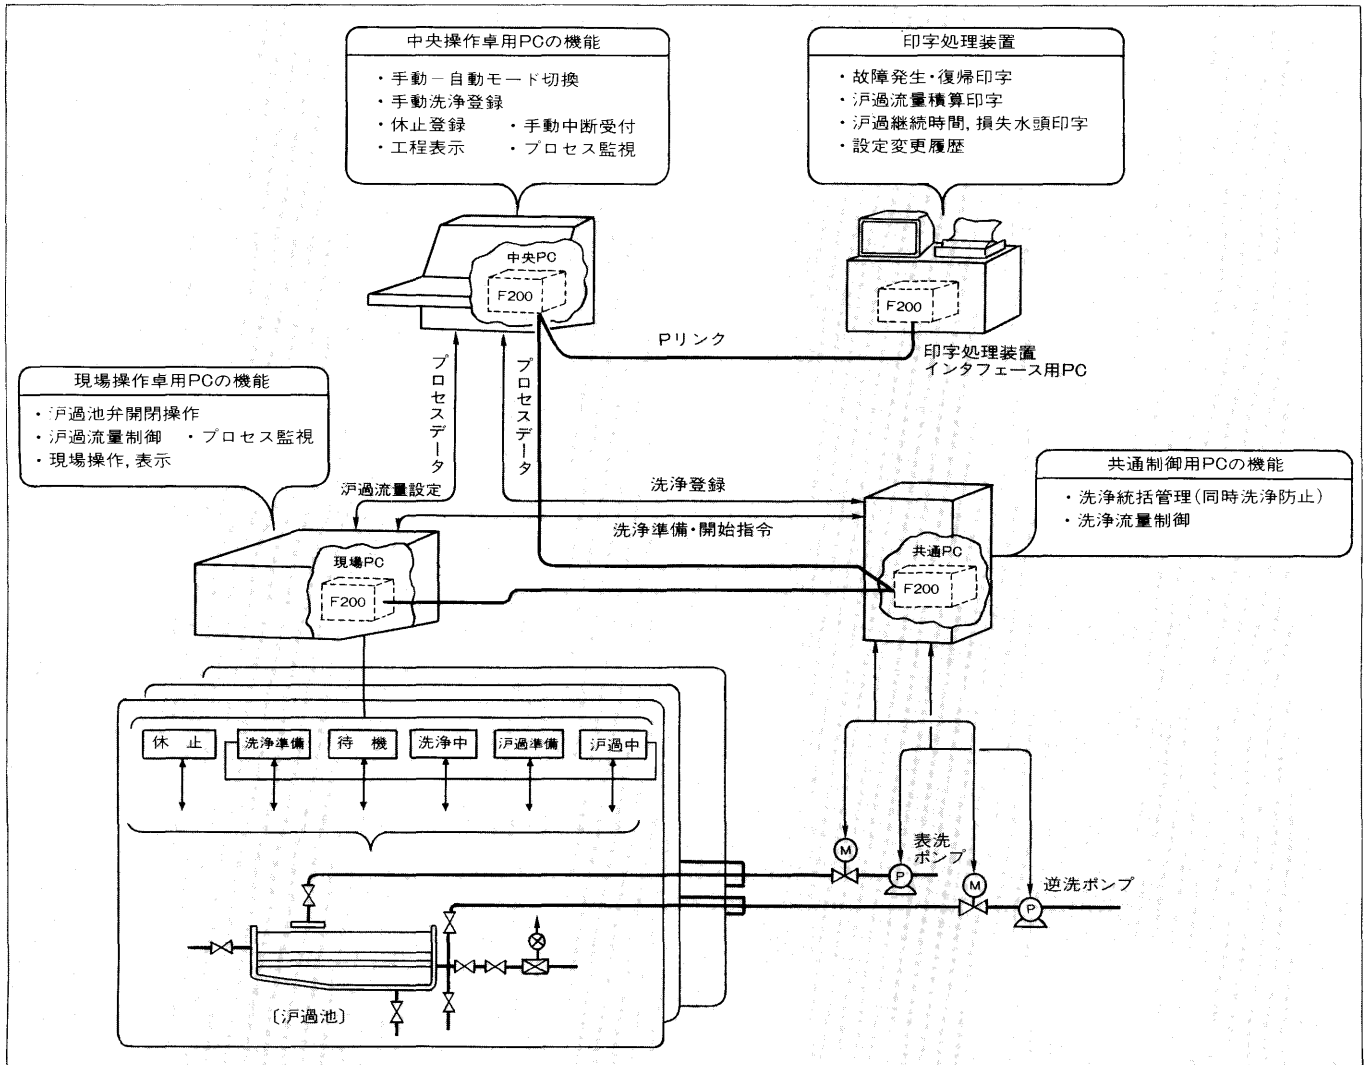 中央操作卓用PCの機能
・手動－自動モード切換
・手動洗浄登録
・休止登録　・手動中断受付
・工程表示　・プロセス監視
印字処理装置
・故障発生・復帰印字
・沪過流量積算印字
・沪過継続時間, 損失水頭印字
・設定変更履歴
中央PC
F200
F200
Pリンク
印字処理装置
インタフェース用PC
プロセスデータ
プロセスデータ
現場操作卓用PCの機能
・沪過池弁開閉操作
・沪過流量制御　・プロセス監視
・現場操作, 表示
沪過流量設定
洗浄登録
洗浄準備・開始指令
共通制御用PCの機能
・洗浄統括管理(同時洗浄防止)
・洗浄流量制御
現場PC
F200
共通PC
F200
休止
洗浄準備
待機
洗浄中
沪過準備
沪過中
表洗
ポンプ
M
P
M
P
逆洗ポンプ
〔沪過池〕